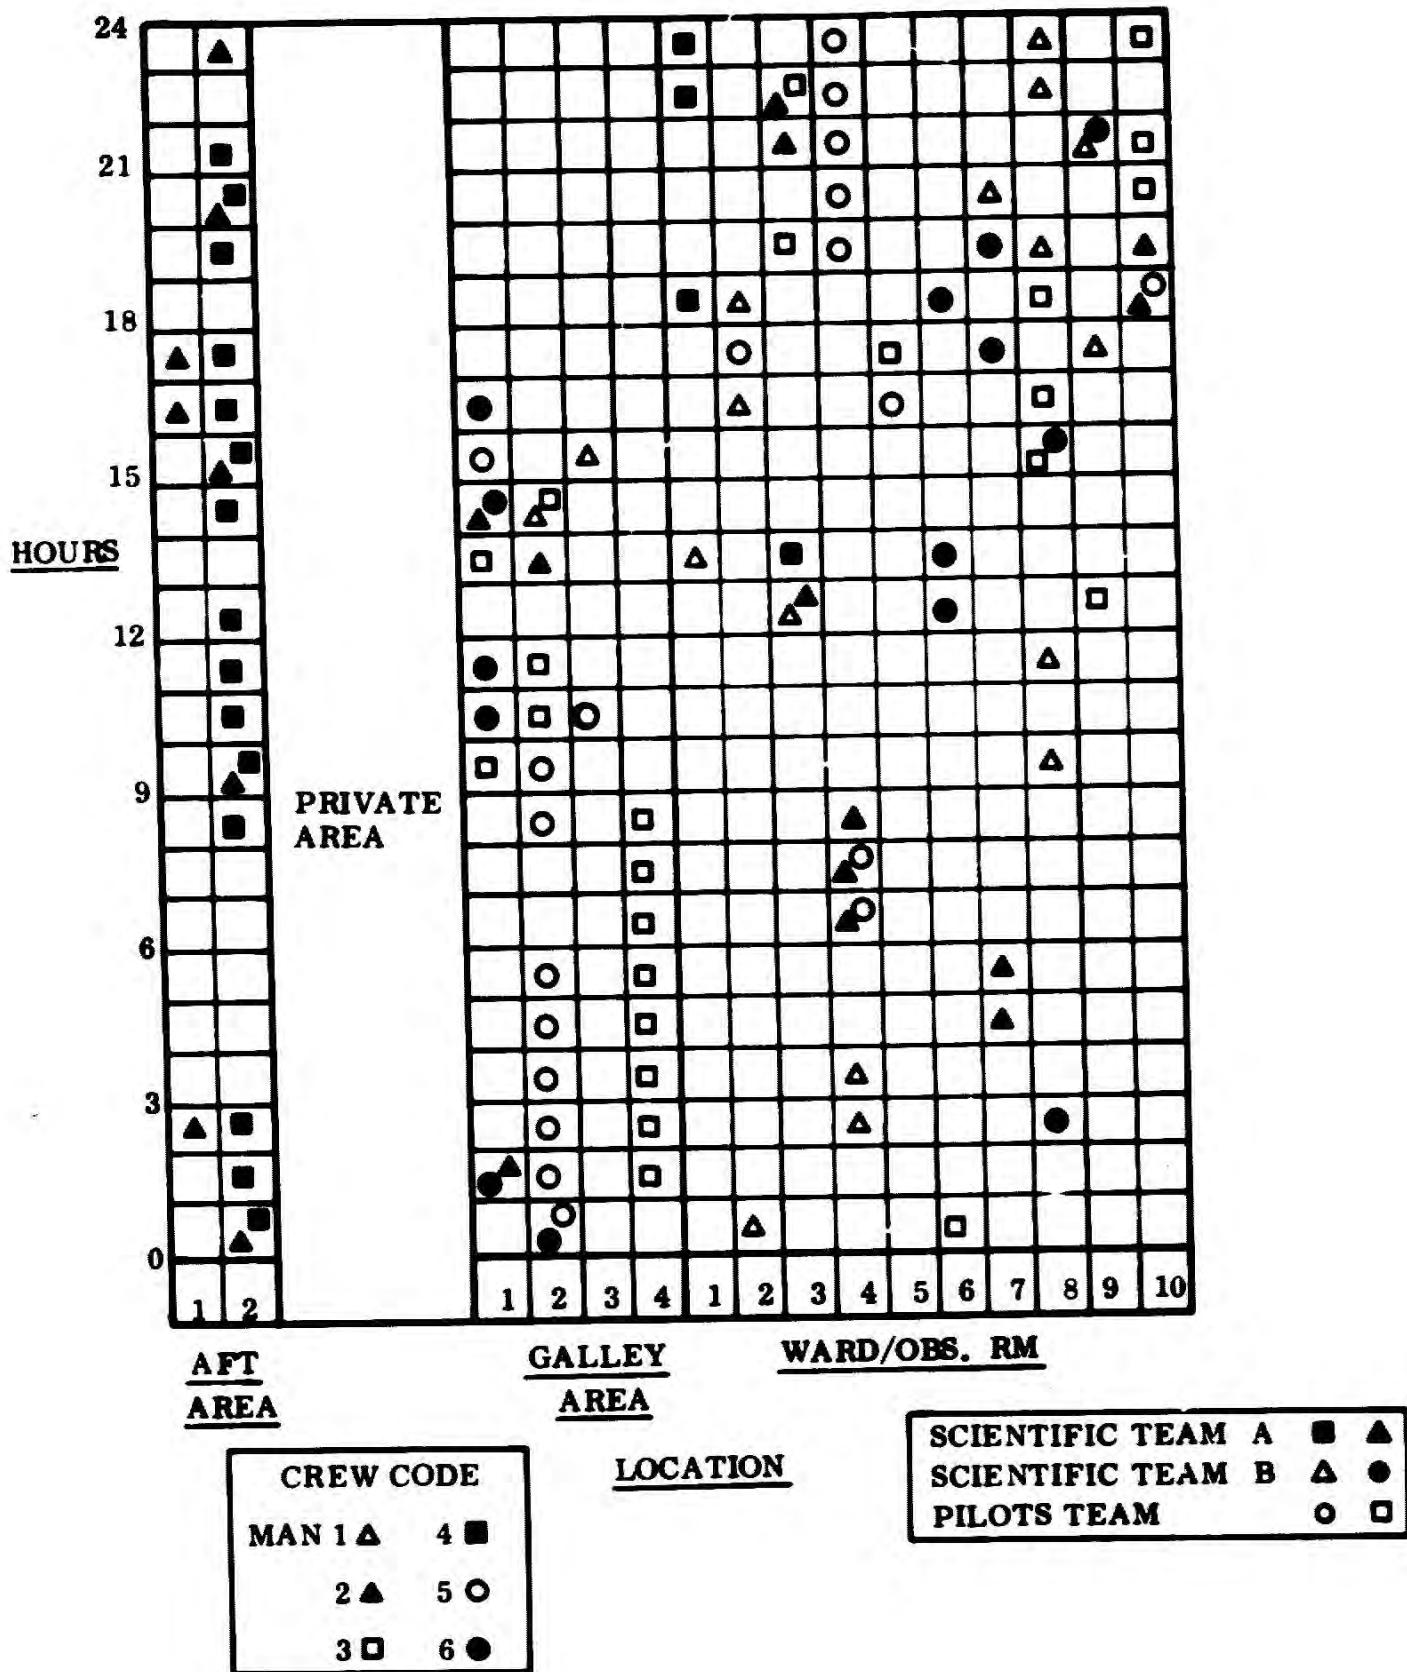 24
21
18
15
HOURS
12
9
PRIVATE
AREA
6
3
0
1 2
1 2 3 4 1 2 3 4 5 6 7 8 9 10
AFT
AREA
GALLEY
AREA
WARD/OBS. RM
LOCATION
CREW CODE
MAN 1 4
2 5
3 6
SCIENTIFIC TEAM A
SCIENTIFIC TEAM B
PILOTS TEAM